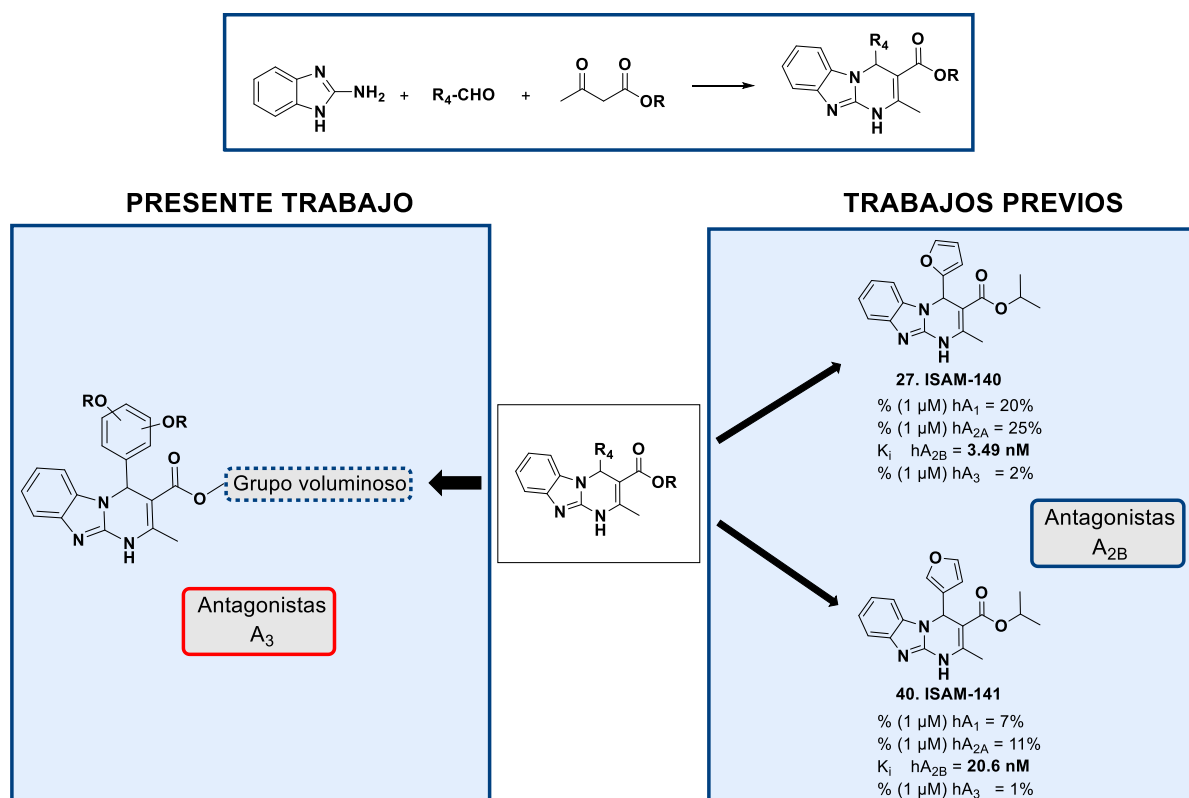 N
N
H
NH₂
+
R₄-CHO
+
O
O
OR
R₄
O
OR
N
N
N
H
PRESENTE TRABAJO
TRABAJOS PREVIOS
RO
OR
O
O
N
N
N
H
Grupo voluminoso
Antagonistas
A₃
R₄
O
OR
N
N
N
H
O
O
O
N
N
N
H
27. ISAM-140
% (1 µM) hA₁ = 20%
% (1 µM) hA₂A = 25%
Kᵢ hA₂B = 3.49 nM
% (1 µM) hA₃ = 2%
Antagonistas
A₂B
O
O
O
N
N
N
H
40. ISAM-141
% (1 µM) hA₁ = 7%
% (1 µM) hA₂A = 11%
Kᵢ hA₂B = 20.6 nM
% (1 µM) hA₃ = 1%